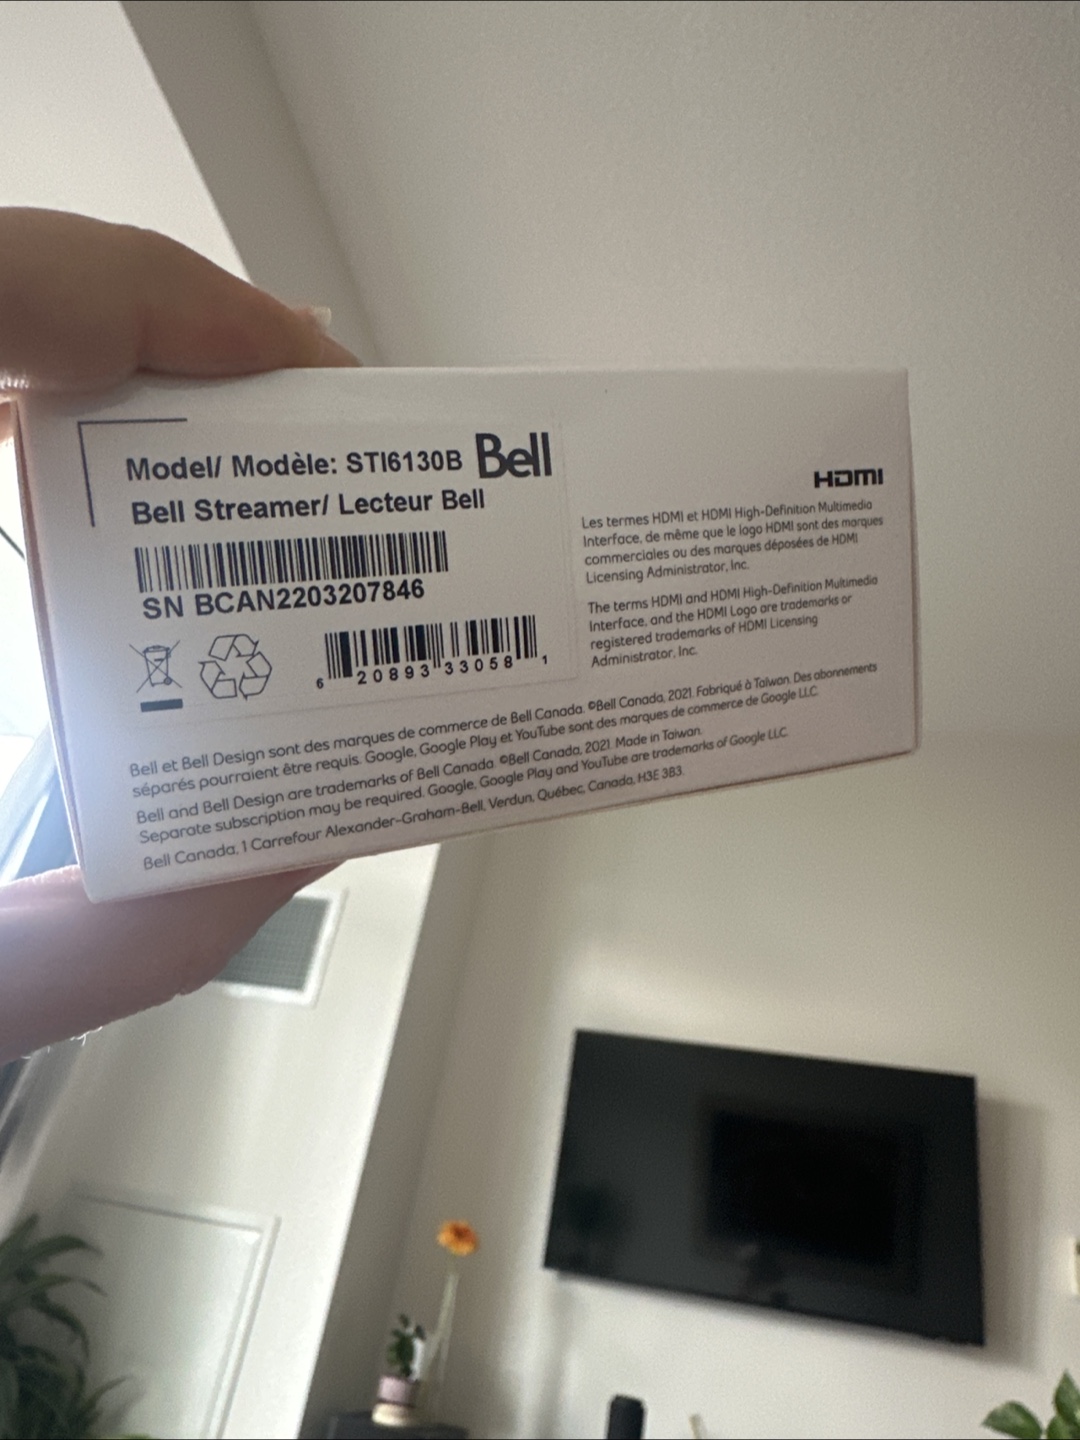 Model/ Modèle: STI6130B Bell
Bell Streamer/ Lecteur Bell
SN BCAN2203207846
6 20893 33058 1
HDMI
Les termes HDMI et HDMI High-Definition Multimedia
Interface, de même que le logo HDMI sont des marques
commerciales ou des marques déposées de HDMI
Licensing Administrator, Inc.
The terms HDMI and HDMI High-Definition Multimedia
Interface, and the HDMI Logo are trademarks or
registered trademarks of HDMI Licensing
Administrator, Inc.
Bell et Bell Design sont des marques de commerce de Bell Canada. ©Bell Canada, 2021. Fabriqué à Taïwan. Des abonnements
séparés pourraient être requis. Google, Google Play et YouTube sont des marques de commerce de Google LLC.
Bell and Bell Design are trademarks of Bell Canada. ©Bell Canada, 2021. Made in Taiwan.
Separate subscription may be required. Google, Google Play and YouTube are trademarks of Google LLC.
Bell Canada, 1 Carrefour Alexander-Graham-Bell, Verdun, Québec, Canada, H3E 3B3.